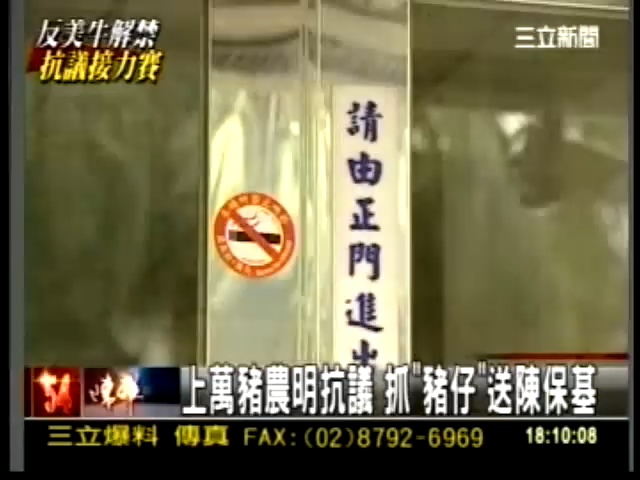 反美牛解禁
抗議接力賽
三立新聞
請由正門進出
上萬豬農明抗議 抓"豬仔"送陳保基
三立爆料 傳真 FAX:(02)8792-6969
18:10:08